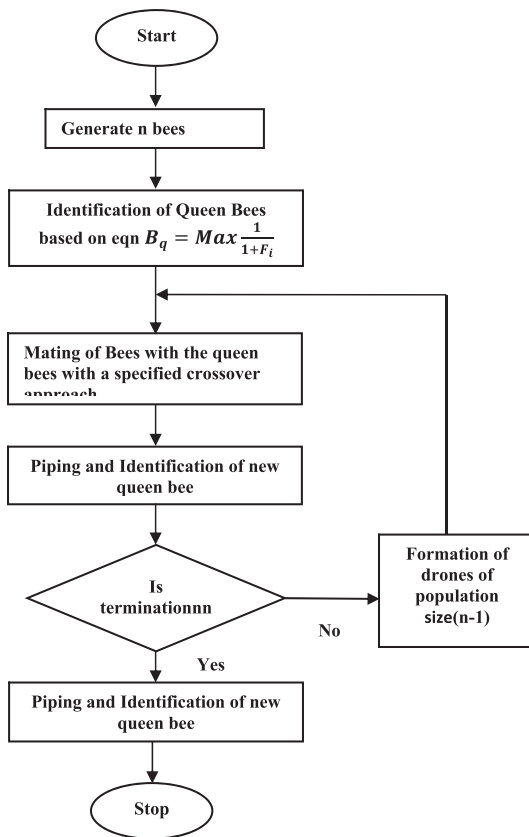 Start
Generate n bees
Identification of Queen Bees
based on eqn B_q = Max 1/(1+F_i)
Mating of Bees with the queen
bees with a specified crossover
approach
Piping and Identification of new
queen bee
Is
terminationnn
No
Formation of
drones of
population
size(n-1)
Yes
Piping and Identification of new
queen bee
Stop